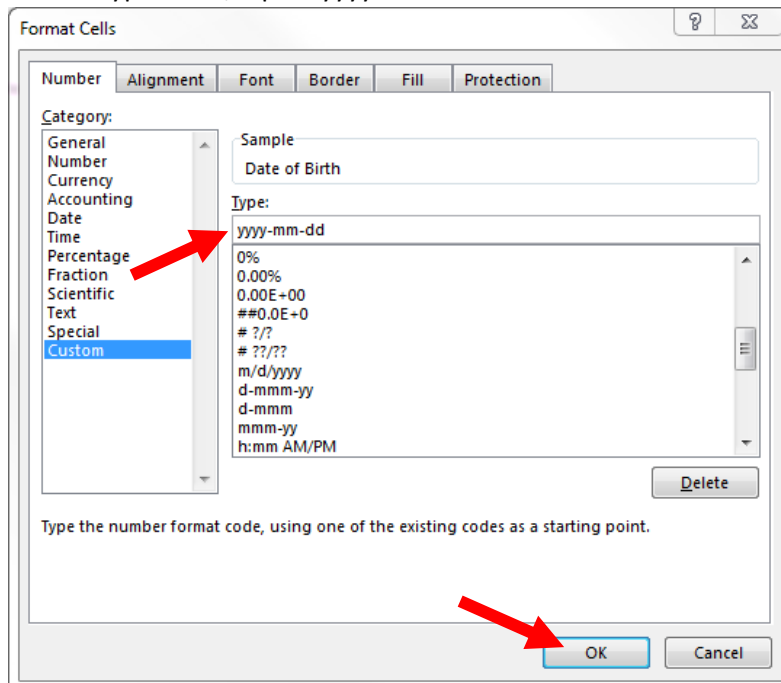 Format Cells
Number Alignment Font Border Fill Protection
Category:
General
Number
Currency
Accounting
Date
Time
Percentage
Fraction
Scientific
Text
Special
Custom
Sample
Date of Birth
Type:
yyyy-mm-dd
0%
0.00%
0.00E+00
##0.0E+0
# ?/?
# ??/??
m/d/yyyy
d-mmm-yy
d-mmm
mmm-yy
h:mm AM/PM
Delete
Type the number format code, using one of the existing codes as a starting point.
OK Cancel